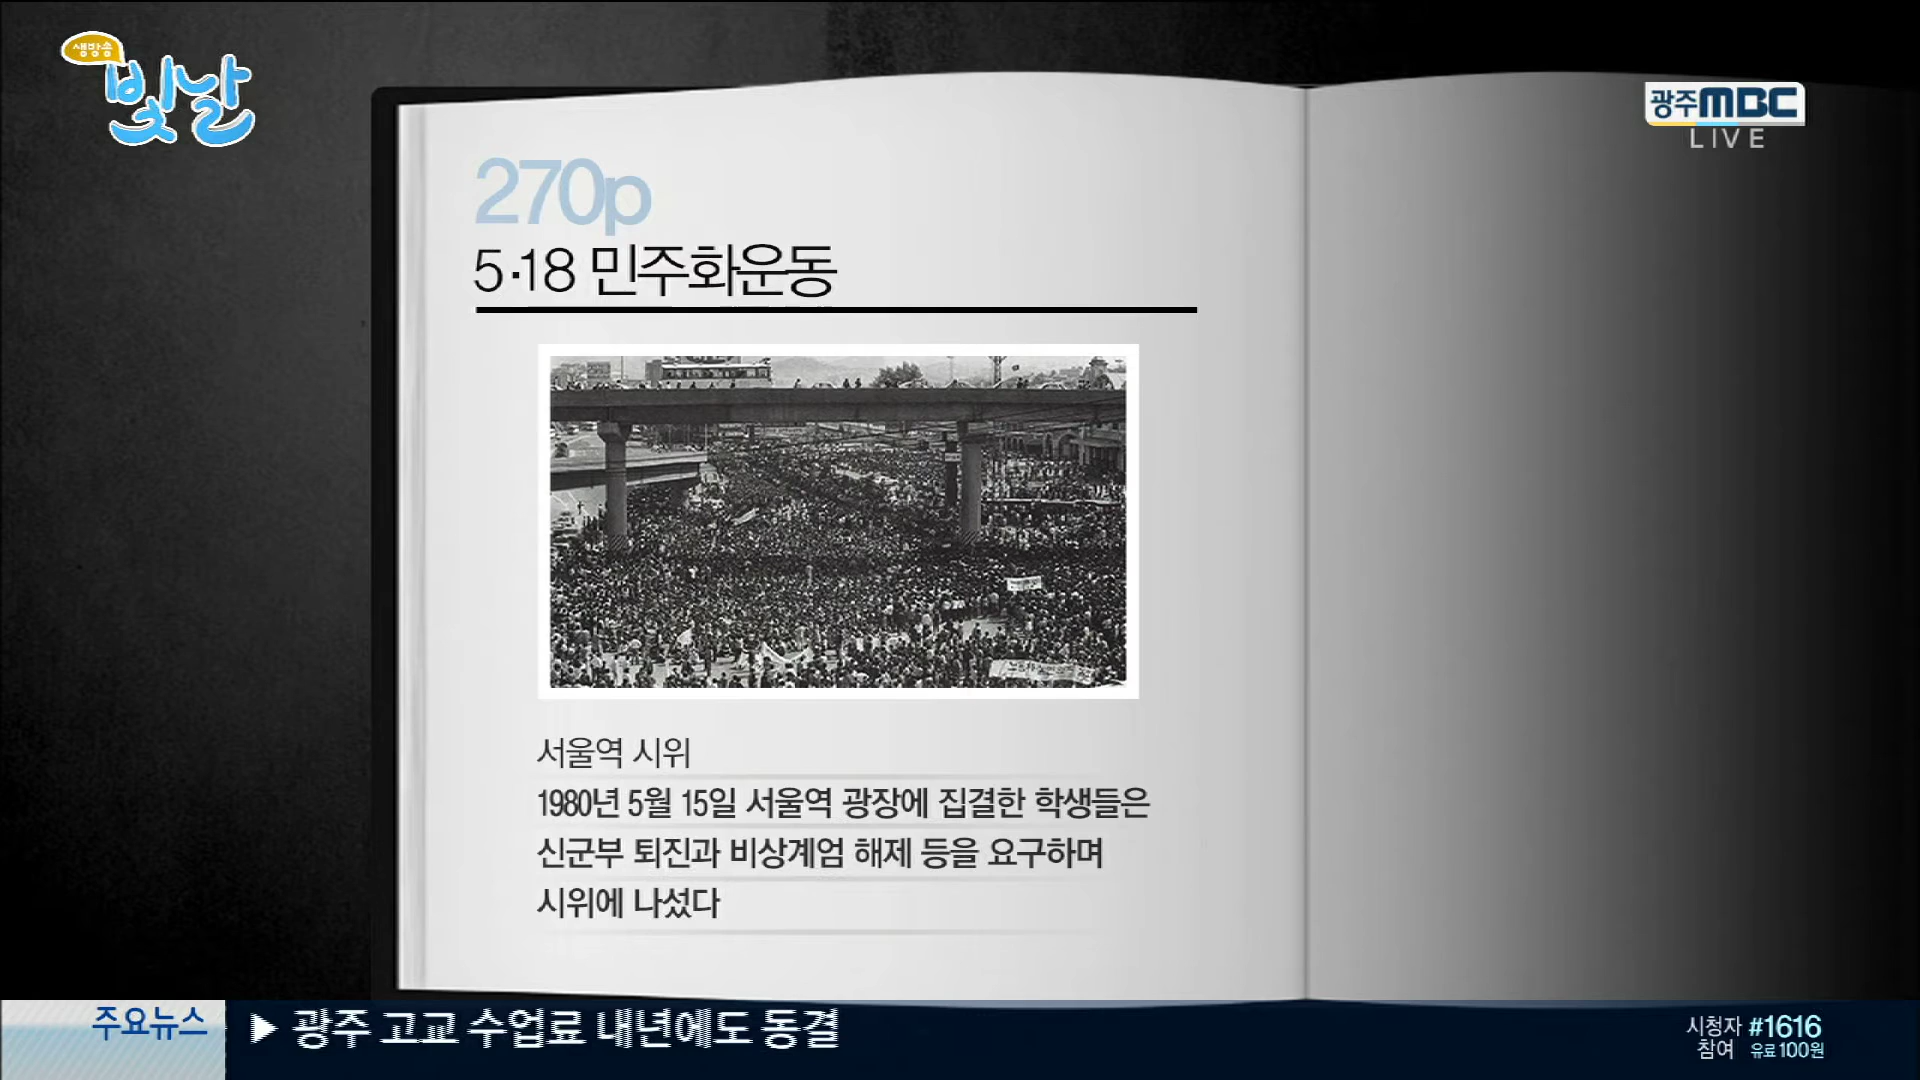 생방송
빛날
광주MBC
LIVE
270p
5·18 민주화운동
서울역 시위
1980년 5월 15일 서울역 광장에 집결한 학생들은
신군부 퇴진과 비상계엄 해제 등을 요구하며
시위에 나섰다
주요뉴스
▶ 광주 고교 수업료 내년에도 동결
시청자 #1616
참여 유료 100원